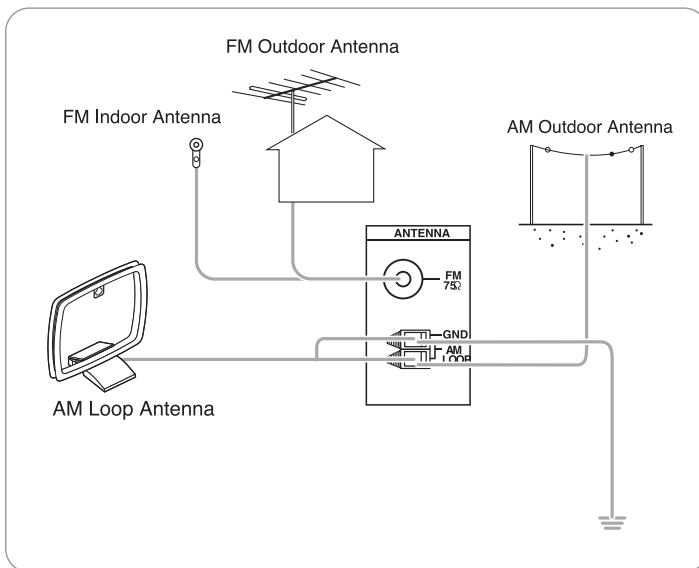 FM Outdoor Antenna
FM Indoor Antenna
AM Outdoor Antenna
ANTENNA
FM
75Ω
GND
AM
LOOP
AM Loop Antenna